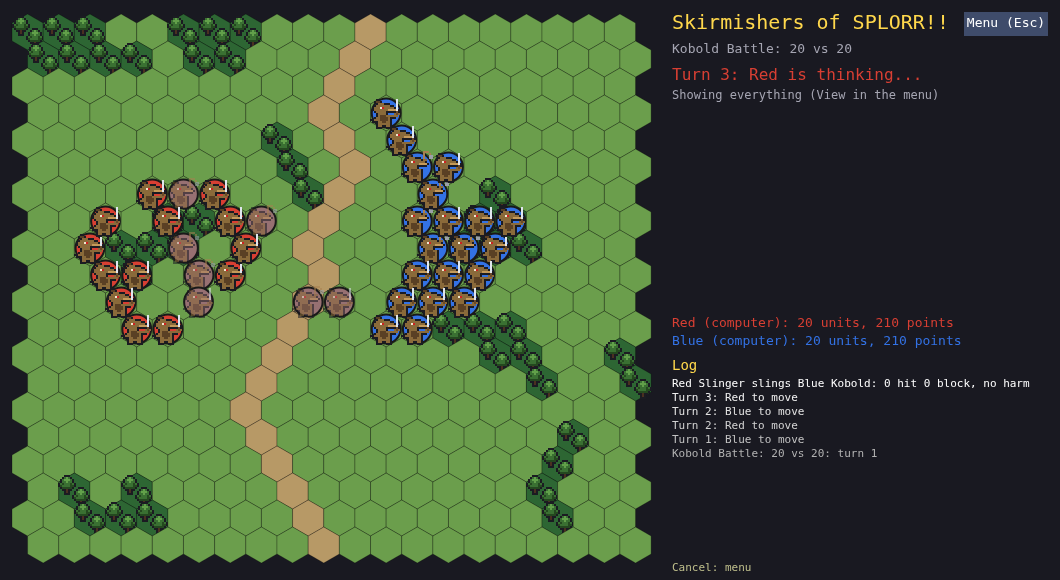 Skirmishers of SPLORR!!
Menu (Esc)
Kobold Battle: 20 vs 20
Turn 3: Red is thinking...
Showing everything (View in the menu)
Red (computer): 20 units, 210 points
Blue (computer): 20 units, 210 points
Log
Red Slinger slings Blue Kobold: 0 hit 0 block, no harm
Turn 3: Red to move
Turn 2: Blue to move
Turn 2: Red to move
Turn 1: Blue to move
Kobold Battle: 20 vs 20: turn 1
Cancel: menu